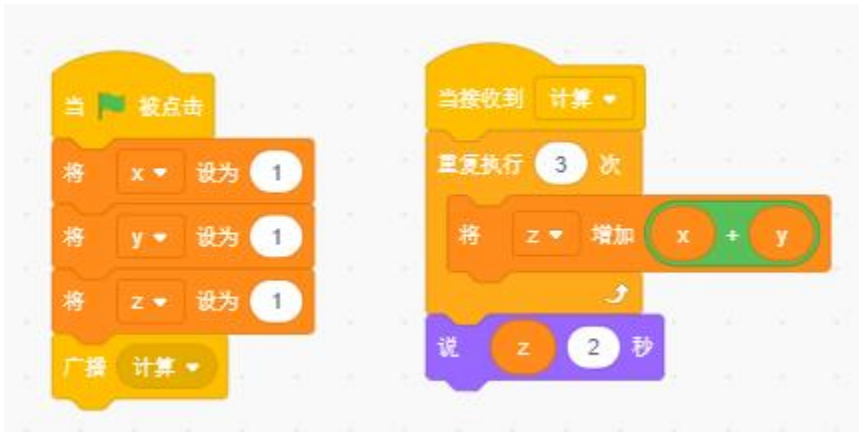 当 被点击
将 x 设为 1
将 y 设为 1
将 z 设为 1
广播 计算
当接收到 计算
重复执行 3 次
将 z 增加 x + y
说 z 2 秒